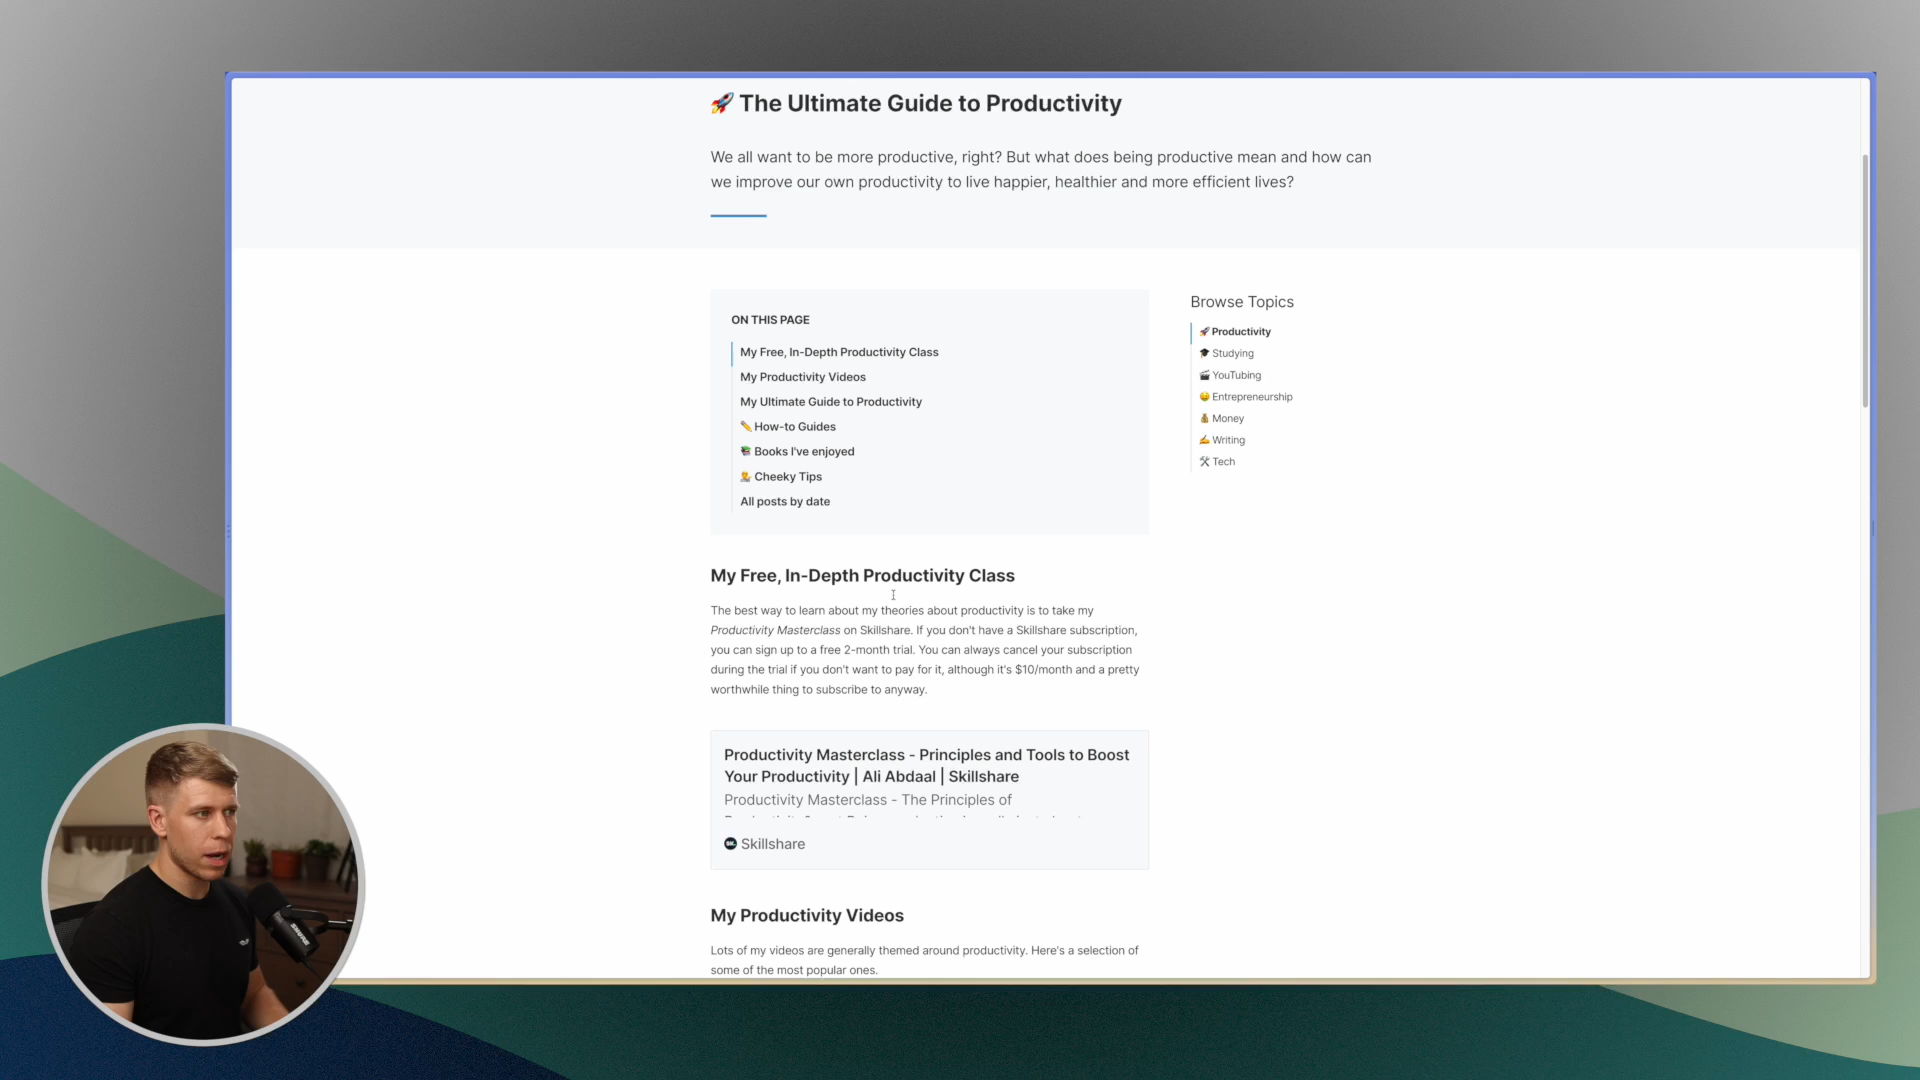 🚀 The Ultimate Guide to Productivity
We all want to be more productive, right? But what does being productive mean and how can
we improve our own productivity to live happier, healthier and more efficient lives?
ON THIS PAGE
My Free, In-Depth Productivity Class
My Productivity Videos
My Ultimate Guide to Productivity
✏️ How-to Guides
📚 Books I've enjoyed
Cheeky Tips
All posts by date
Browse Topics
🚀 Productivity
🎓 Studying
🎬 YouTubing
🤑 Entrepreneurship
💰 Money
✍️ Writing
🛠 Tech
My Free, In-Depth Productivity Class
The best way to learn about my theories about productivity is to take my
Productivity Masterclass on Skillshare. If you don't have a Skillshare subscription,
you can sign up to a free 2-month trial. You can always cancel your subscription
during the trial if you don't want to pay for it, although it's $10/month and a pretty
worthwhile thing to subscribe to anyway.
Productivity Masterclass - Principles and Tools to Boost
Your Productivity | Ali Abdaal | Skillshare
Productivity Masterclass - The Principles of
Skillshare
My Productivity Videos
Lots of my videos are generally themed around productivity. Here's a selection of
some of the most popular ones.
SHURE